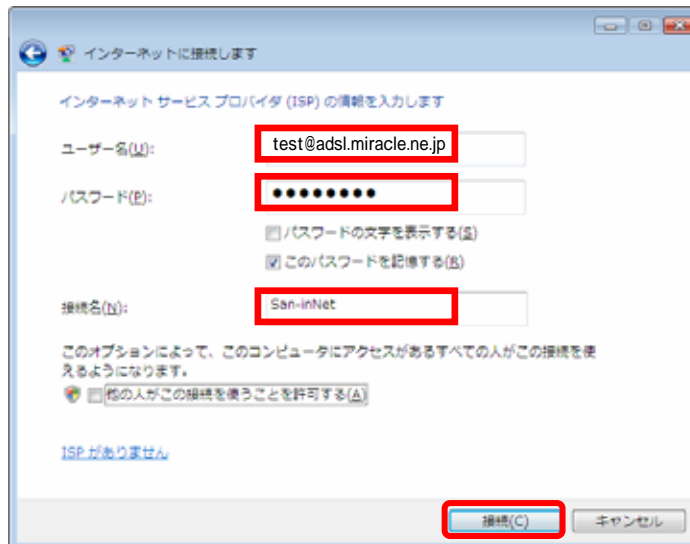 インターネットに接続します
インターネット サービス プロバイダ (ISP) の情報を入力します
ユーザー名(U): test@adsl.miracle.ne.jp
パスワード(P): ●●●●●●●●
パスワードの文字を表示する(S)
このパスワードを記憶する(R)
接続名(N): San-inNet
このオプションによって、このコンピュータにアクセスがあるすべての人がこの接続を使
えるようになります。
他の人がこの接続を使うことを許可する(A)
ISP がありません
接続(C) キャンセル